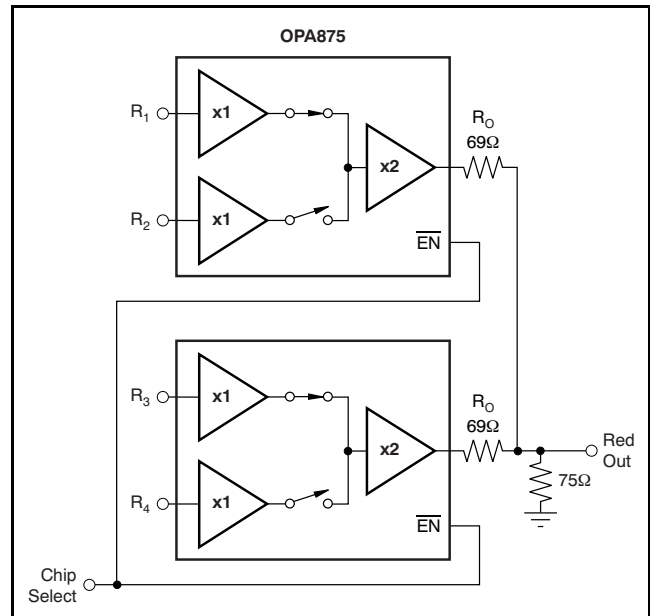 OPA875
R1
x1
R2
x1
x2
EN
RO
69Ω
R3
x1
R4
x1
x2
EN
RO
69Ω
Red
Out
75Ω
Chip
Select